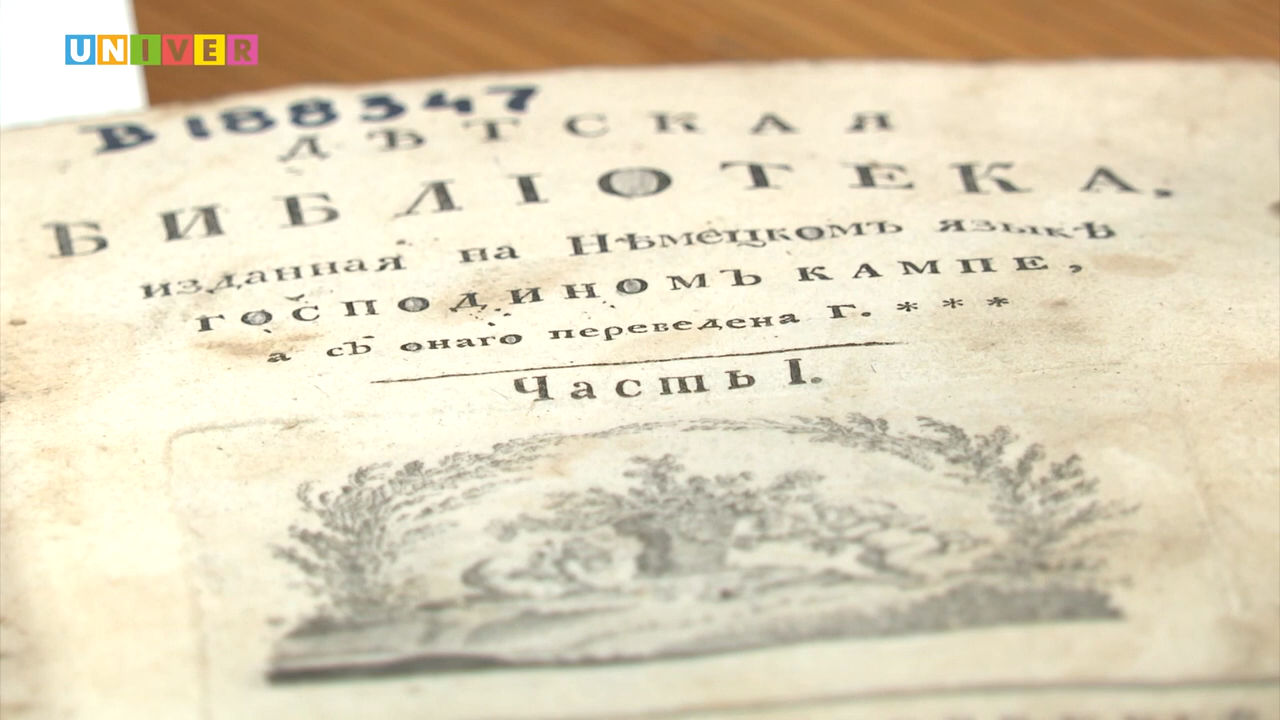 UNIVER
В 188347
ДѢТСКАЯ
БИБЛІОТЕКА,
изданная на Нѣмецкомъ языкѣ
господиномъ КАМПЕ,
а съ онаго переведена Г. ***
Часть I.